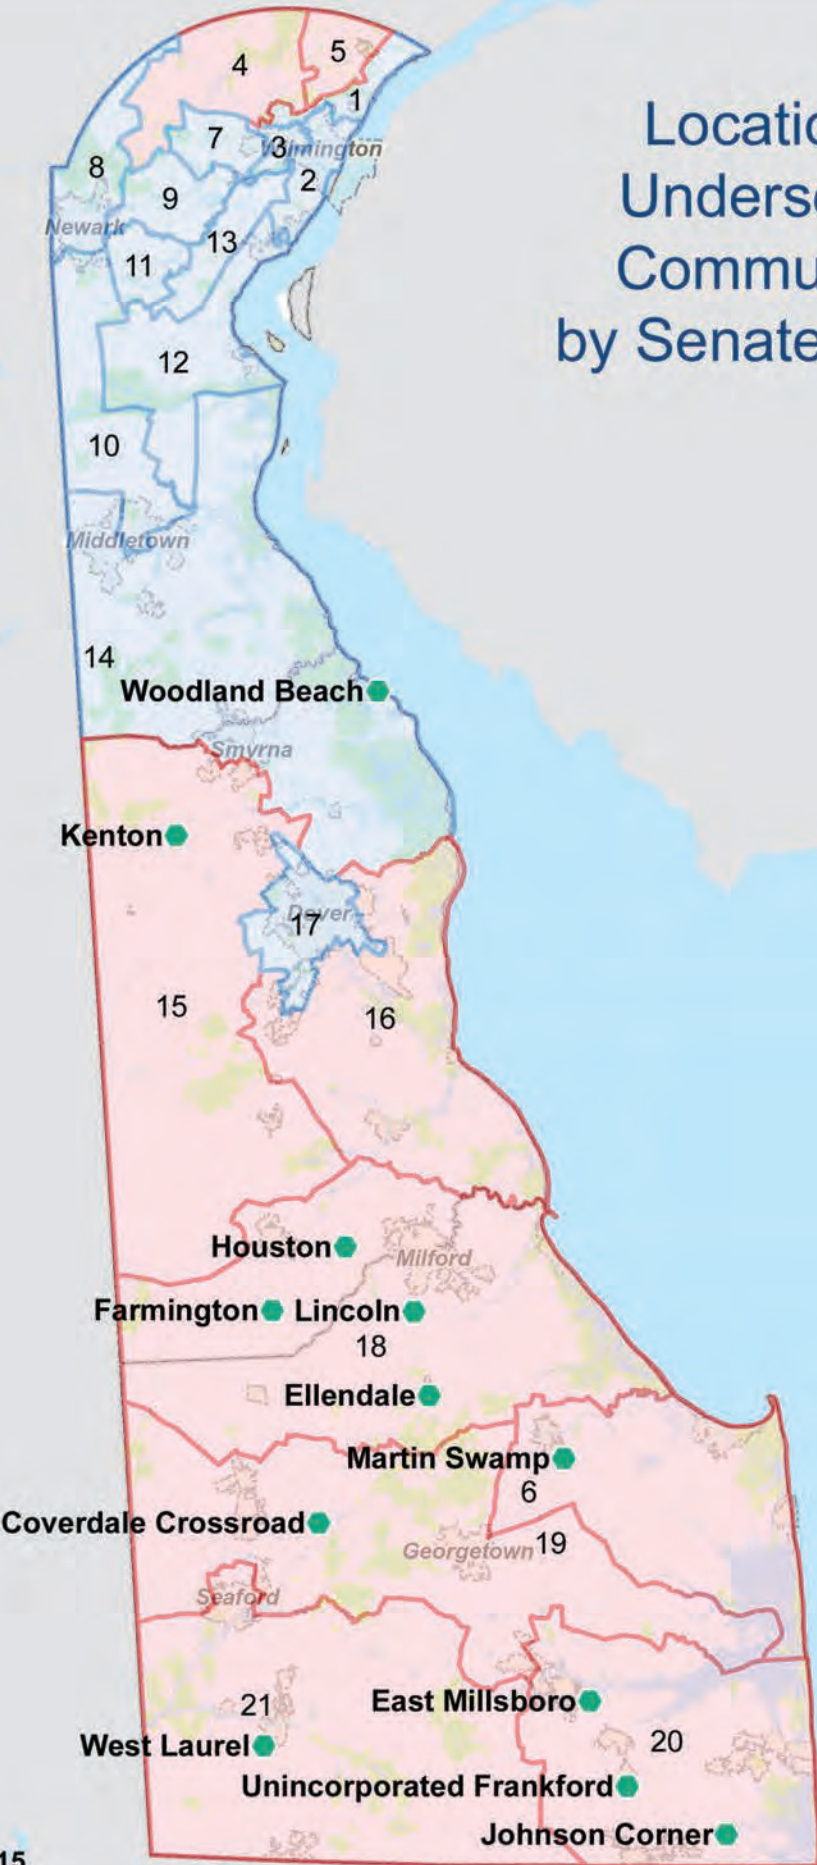 Locatio
Underse
Commu
by Senate
4
5
1
7
3
Wilmington
8
2
9
Newark
13
11
12
10
Middletown
14
Woodland Beach
Smyrna
Kenton
Dover
17
15
16
Houston
Milford
Farmington
Lincoln
18
Ellendale
Martin Swamp
6
Coverdale Crossroad
19
Georgetown
Seaford
21
East Millsboro
20
West Laurel
Unincorporated Frankford
Johnson Corner
15